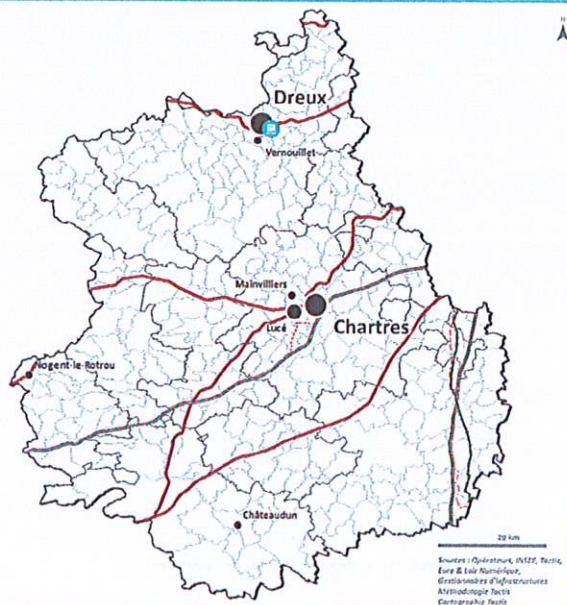 N
Dreux
Vernouillet
Mainvilliers
Lucé
Chartres
Nogent-le-Rotrou
Châteaudun
20 km
Sources : Opérateurs, INSEE, Tactis,
Eure & Loir Numérique,
Gestionnaires d'infrastructures
Méthodologie Tactis
Cartographie Tactis